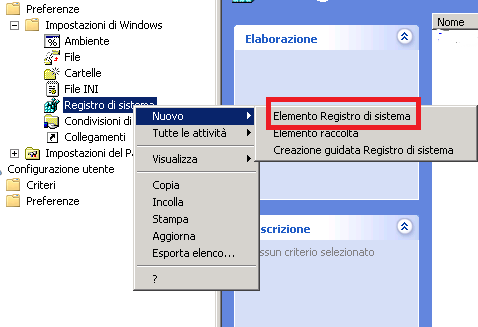 Preferenze
Impostazioni di Windows
Ambiente
File
Cartelle
File INI
Registro di sistema
Condivisioni di
Collegamenti
Impostazioni del Pa
Configurazione utente
Criteri
Preferenze
Nuovo
Tutte le attività
Visualizza
Copia
Incolla
Stampa
Aggiorna
Esporta elenco...
?
Elemento Registro di sistema
Elemento raccolta
Creazione guidata Registro di sistema
Elaborazione
Nome
scrizione
ssun criterio selezionato